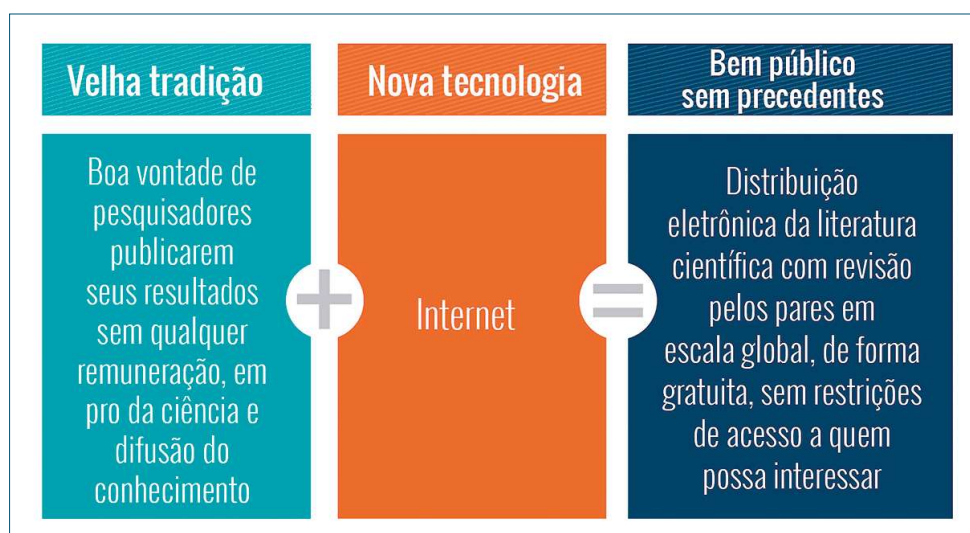 Velha tradição
Boa vontade de
pesquisadores
publicarem
seus resultados
sem qualquer
remuneração, em
pro da ciência e
difusão do
conhecimento
+
Nova tecnologia
Internet
=
Bem público
sem precedentes
Distribuição
eletrônica da literatura
científica com revisão
pelos pares em
escala global, de forma
gratuita, sem restrições
de acesso a quem
possa interessar